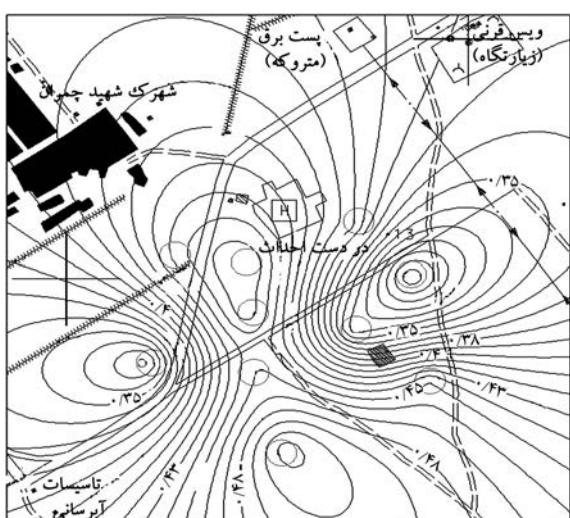 ویس قرنی
(زیارتگاه)
پست برق
(متروکه)
شهرک شهید چمران
۰/۳۵
H
در دست احداث
۰/۴
۰/۳۵
۰/۳۸
۰/۴
۰/۴۳
۰/۴۵
۰/۳۵
۰/۴۳
۰/۴۸
۰/۴۸
تاسیسات
آبرسانی